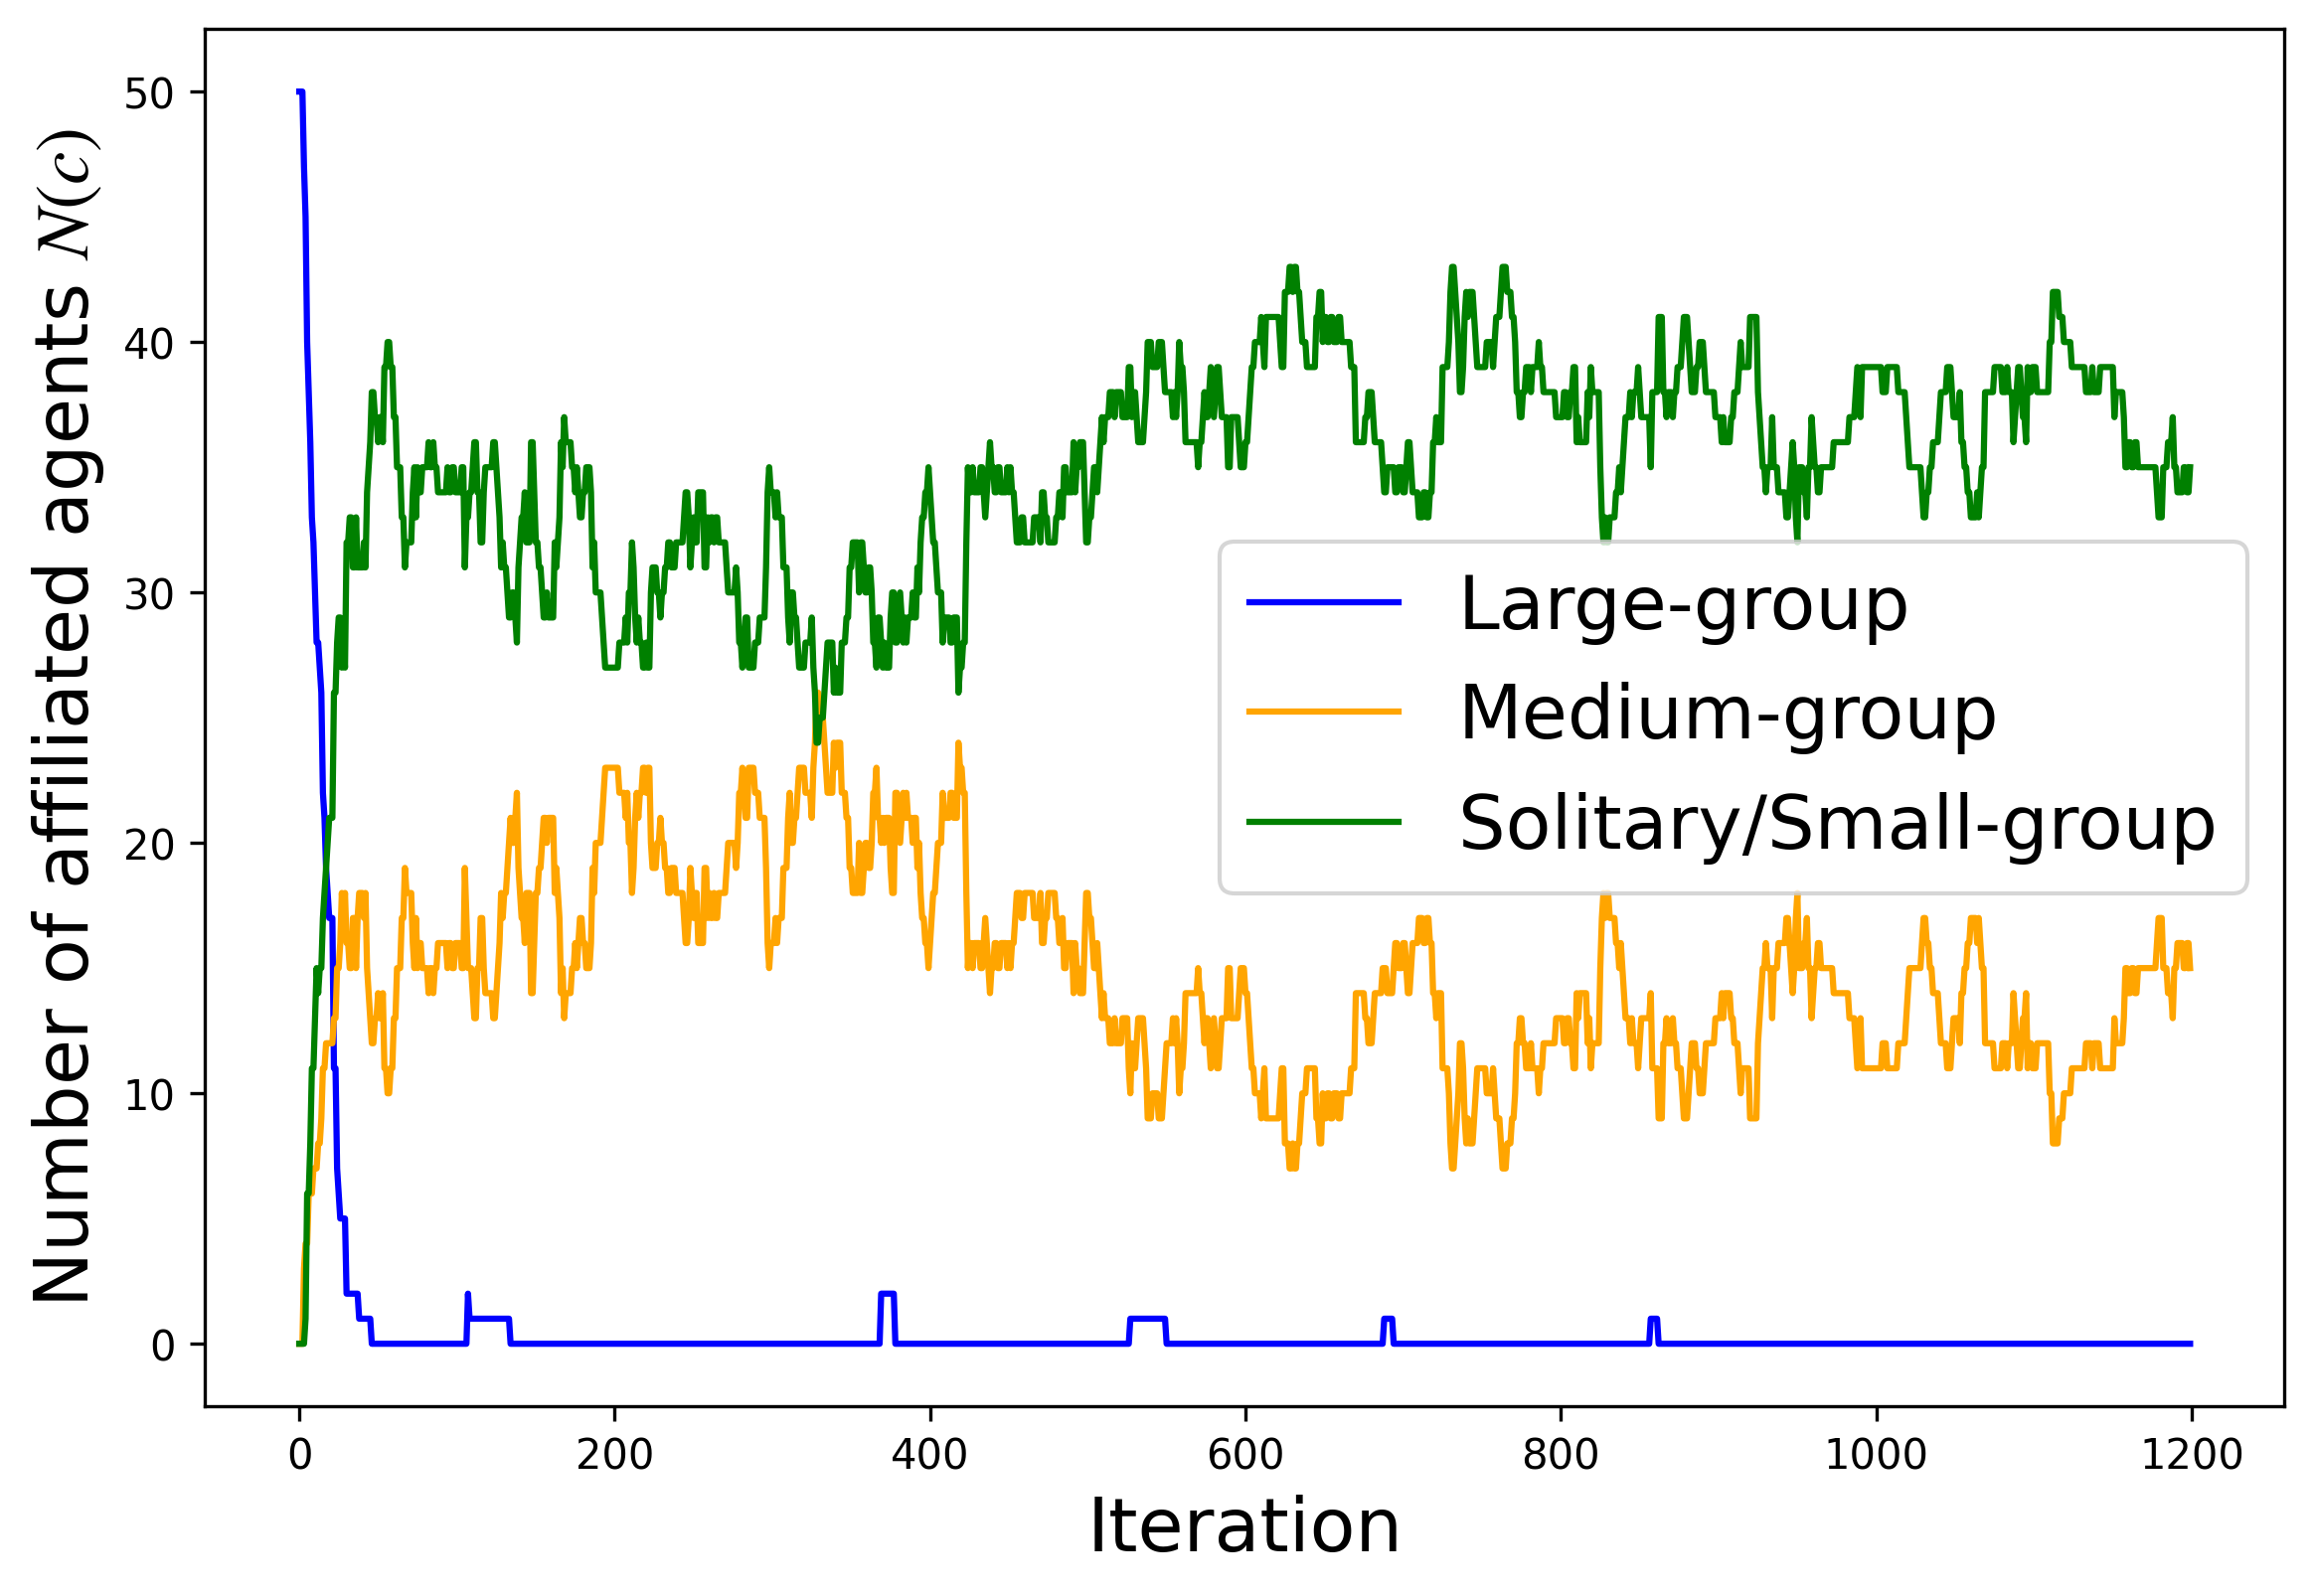 Number of affiliated agents N(c)
50
40
30
20
10
0
Large-group
Medium-group
Solitary/Small-group
0 200 400 600 800 1000 1200
Iteration